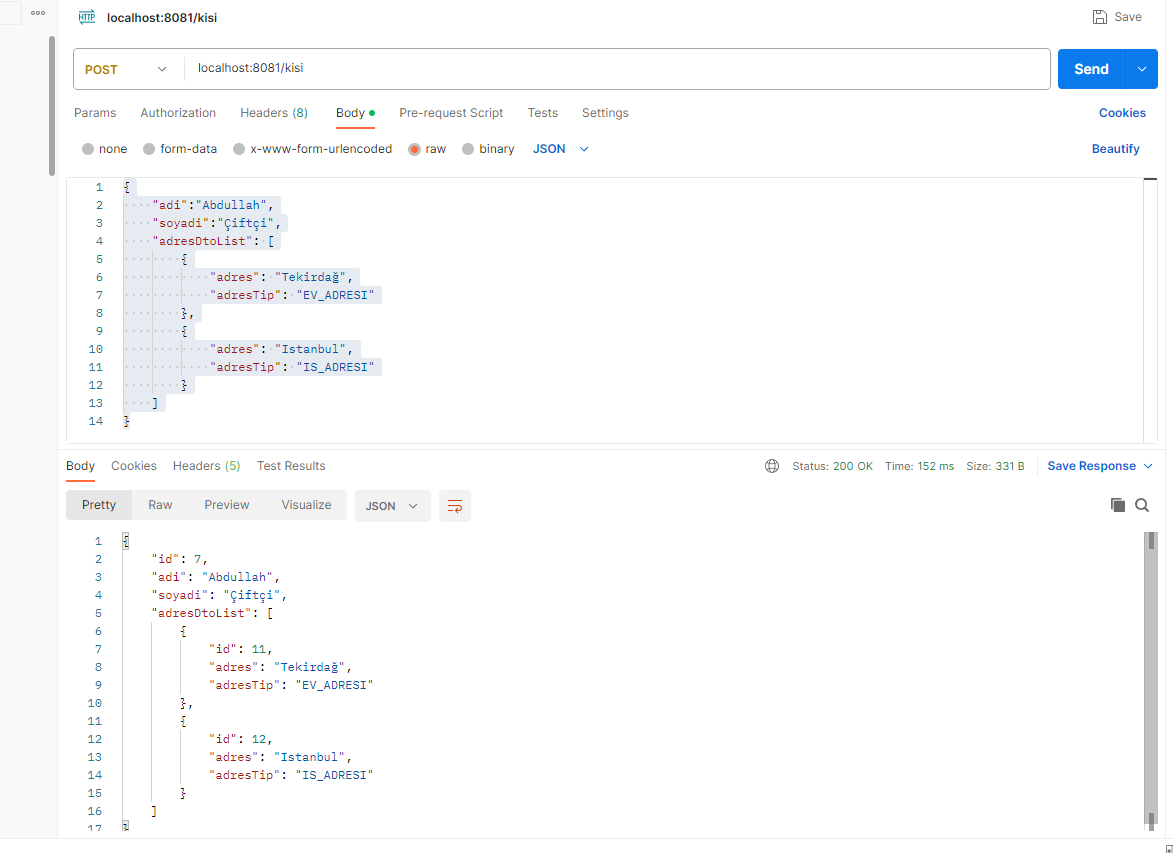 HTTP localhost:8081/kisi Save
POST localhost:8081/kisi Send
Params Authorization Headers (8) Body Pre-request Script Tests Settings Cookies
none form-data x-www-form-urlencoded raw binary JSON Beautify
1 {
2 "adi":"Abdullah",
3 "soyadi":"Çiftçi",
4 "adresDtoList": [
5 {
6 "adres": "Tekirdağ",
7 "adresTip": "EV_ADRESI"
8 },
9 {
10 "adres": "Istanbul",
11 "adresTip": "IS_ADRESI"
12 }
13 ]
14 }
Body Cookies Headers (5) Test Results Status: 200 OK Time: 152 ms Size: 331 B Save Response
Pretty Raw Preview Visualize JSON
1 {
2 "id": 7,
3 "adi": "Abdullah",
4 "soyadi": "Çiftçi",
5 "adresDtoList": [
6 {
7 "id": 11,
8 "adres": "Tekirdağ",
9 "adresTip": "EV_ADRESI"
10 },
11 {
12 "id": 12,
13 "adres": "Istanbul",
14 "adresTip": "IS_ADRESI"
15 }
16 ]
17 }